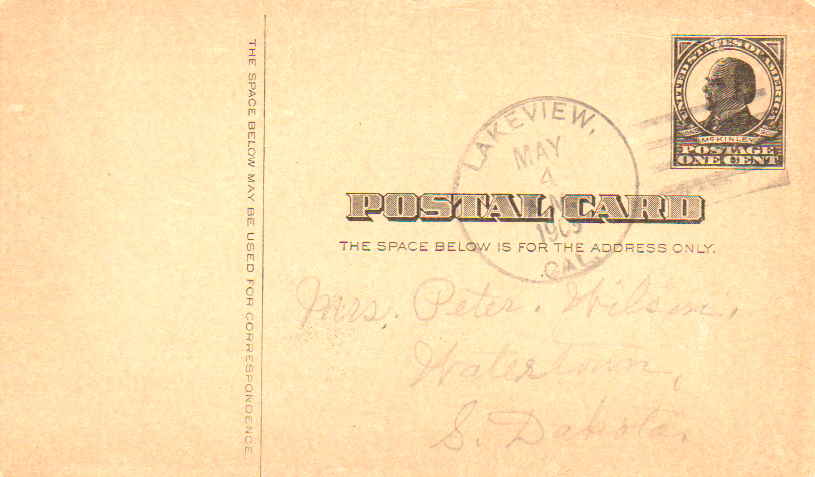 THE SPACE BELOW MAY BE USED FOR CORRESPONDENCE.
UNITED STATES OF AMERICA
McKINLEY
POSTAGE
ONE CENT
LAKEVIEW,
MAY
4
1909
CAL.
POSTAL CARD
THE SPACE BELOW IS FOR THE ADDRESS ONLY.
Mrs. Peter. Wilson,
Watertown,
S. Dakota.